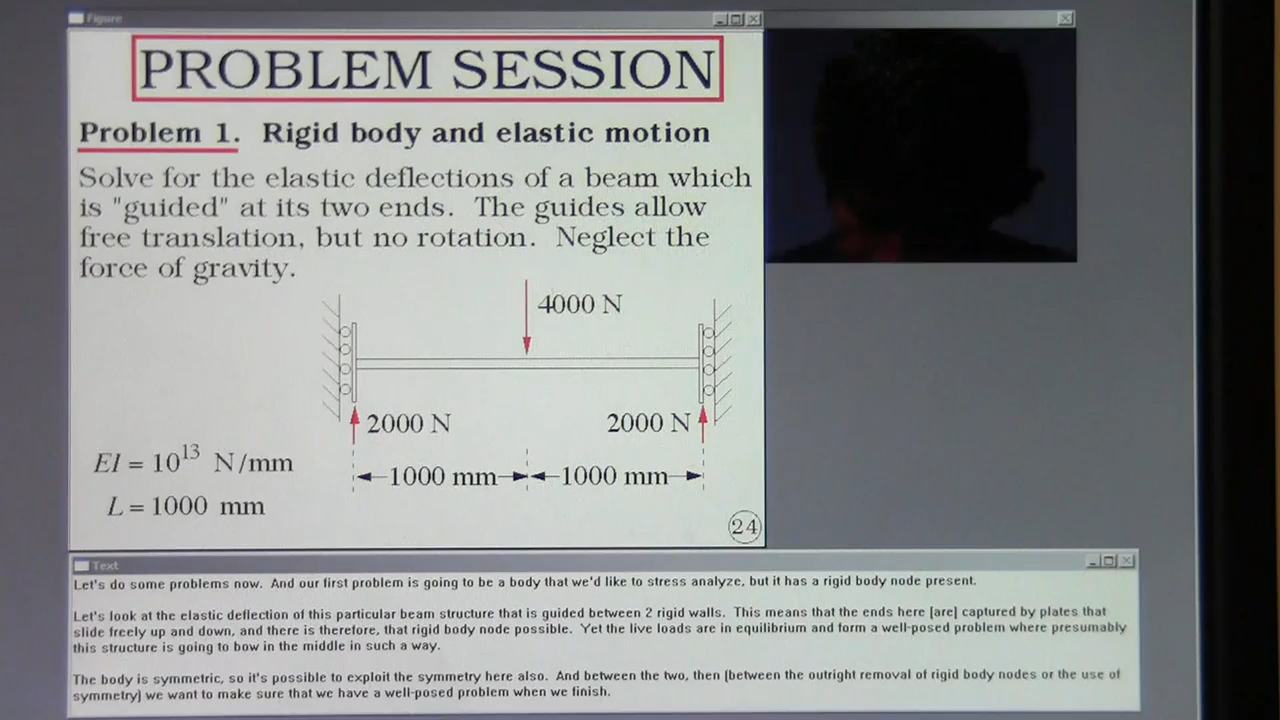 Figure
PROBLEM SESSION
Problem 1. Rigid body and elastic motion
Solve for the elastic deflections of a beam which
is "guided" at its two ends. The guides allow
free translation, but no rotation. Neglect the
force of gravity.
4000 N
2000 N
2000 N
EI = 10¹³ N/mm
1000 mm
1000 mm
L = 1000 mm
24
Text
Let's do some problems now. And our first problem is going to be a body that we'd like to stress analyze, but it has a rigid body node present.
Let's look at the elastic deflection of this particular beam structure that is guided between 2 rigid walls. This means that the ends here [are] captured by plates that
slide freely up and down, and there is therefore, that rigid body node possible. Yet the live loads are in equilibrium and form a well-posed problem where presumably
this structure is going to bow in the middle in such a way.
The body is symmetric, so it's possible to exploit the symmetry here also. And between the two, then [between the outright removal of rigid body nodes or the use of
symmetry] we want to make sure that we have a well-posed problem when we finish.